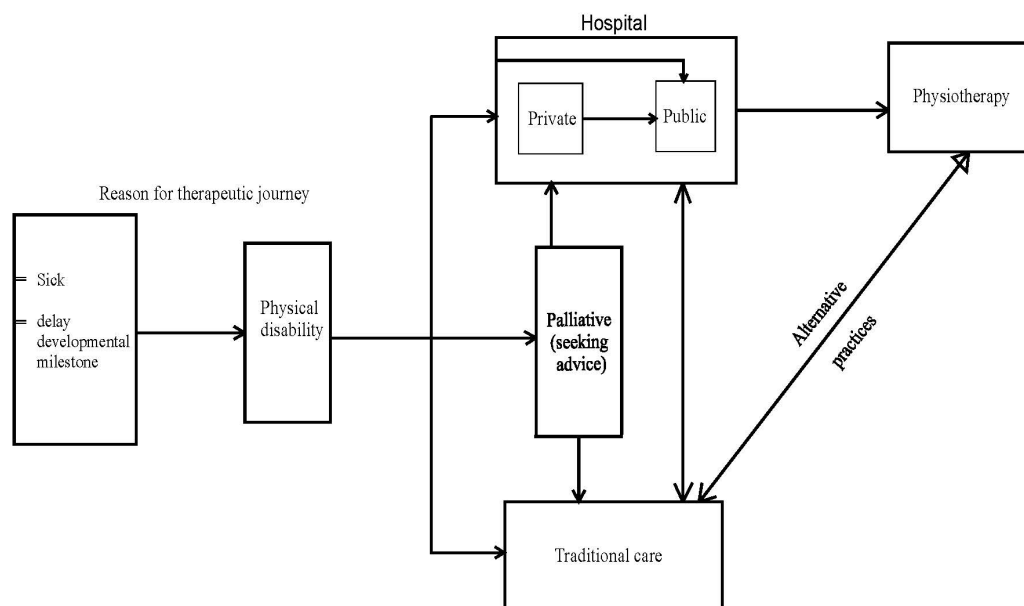 Hospital
Private
Public
Physiotherapy
Reason for therapeutic journey
= Sick
= delay
developmental
milestone
Physical
disability
Palliative
(seeking
advice)
Alternative
practices
Traditional care